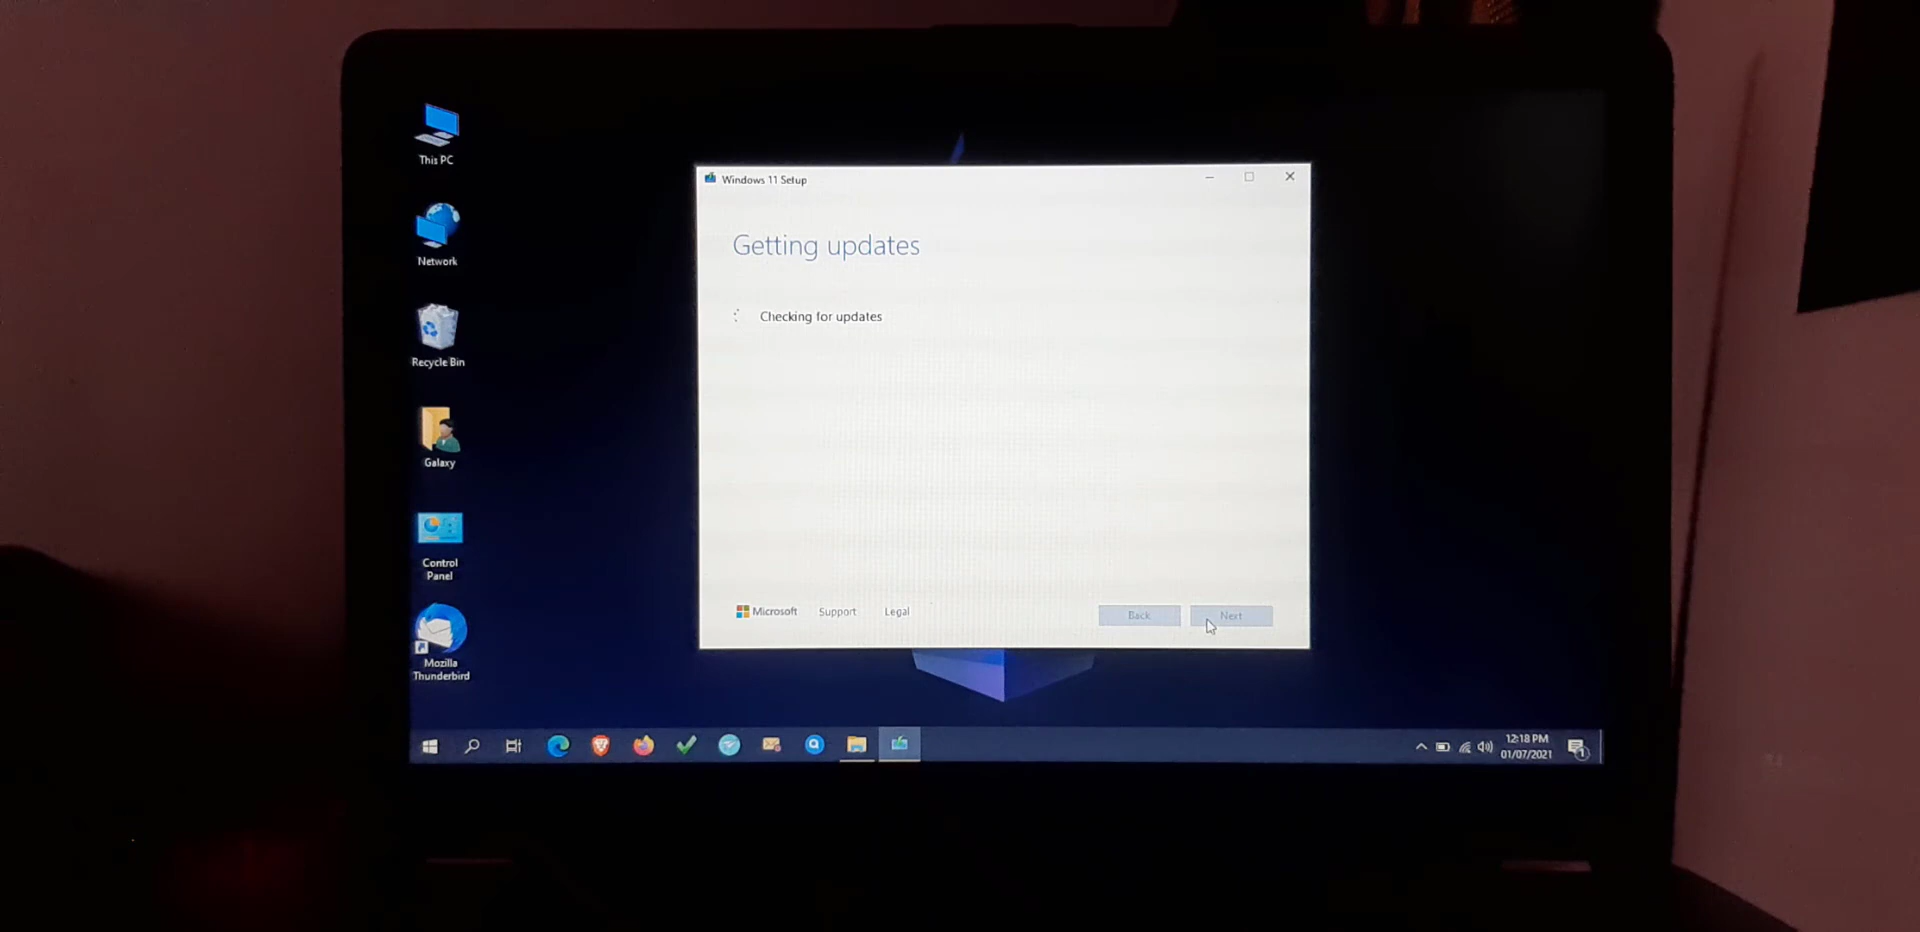 This PC
Network
Recycle Bin
Galaxy
Control
Panel
Mozilla
Thunderbird
Windows 11 Setup
Getting updates
Checking for updates
Microsoft Support Legal
Back Next
12:18 PM
01/07/2021
1